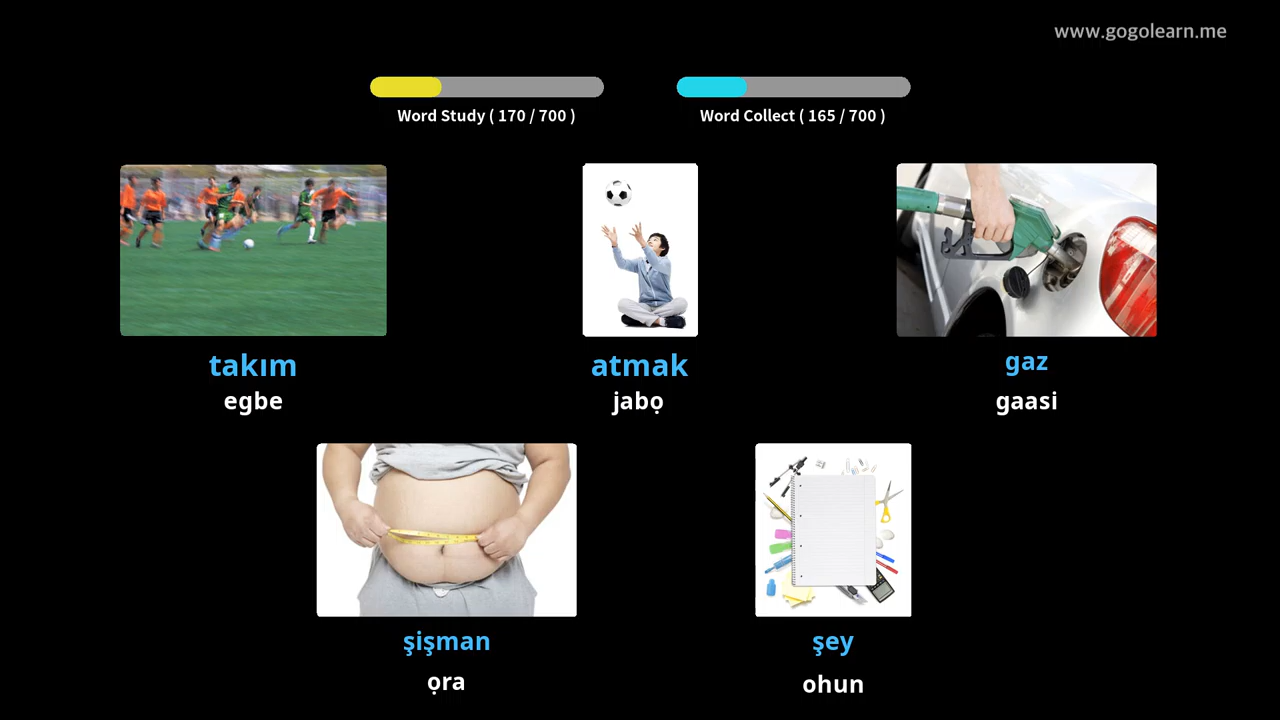 www.gogolearn.me
Word Study ( 170 / 700 )
Word Collect ( 165 / 700 )
takım
egbe
atmak
jabọ
gaz
gaasi
şişman
ọra
şey
ohun